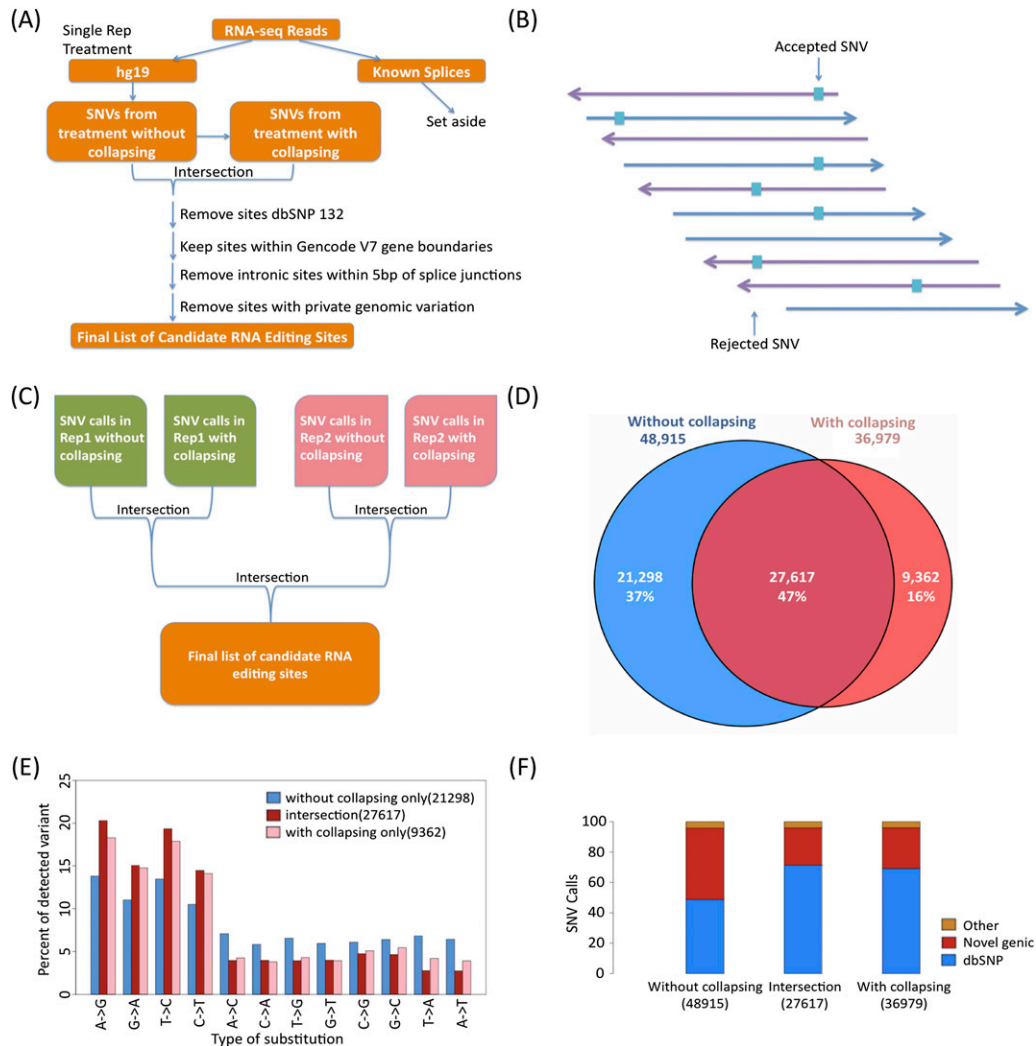 (A)
Single Rep
Treatment
RNA-seq Reads
hg19
Known Splices
SNVs from
treatment without
collapsing
SNVs from
treatment with
collapsing
Set aside
Intersection
Remove sites dbSNP 132
Keep sites within Gencode V7 gene boundaries
Remove intronic sites within 5bp of splice junctions
Remove sites with private genomic variation
Final List of Candidate RNA Editing Sites
(B)
Accepted SNV
Rejected SNV
(C)
SNV calls in
Rep1 without
collapsing
SNV calls in
Rep1 with
collapsing
SNV calls in
Rep2 without
collapsing
SNV calls in
Rep2 with
collapsing
Intersection
Intersection
Intersection
Final list of candidate RNA
editing sites
(D)
Without collapsing
48,915
With collapsing
36,979
21,298
37%
27,617
47%
9,362
16%
(E)
Percent of detected variant
25
20
15
10
5
0
without collapsing only(21298)
intersection(27617)
with collapsing only(9362)
A->G
G->A
T->C
C->T
A->C
C->A
T->G
G->T
C->G
G->C
T->A
A->T
Type of substitution
(F)
SNV Calls
100
80
60
40
20
0
Other
Novel genic
dbSNP
Without collapsing
(48915)
Intersection
(27617)
With collapsing
(36979)